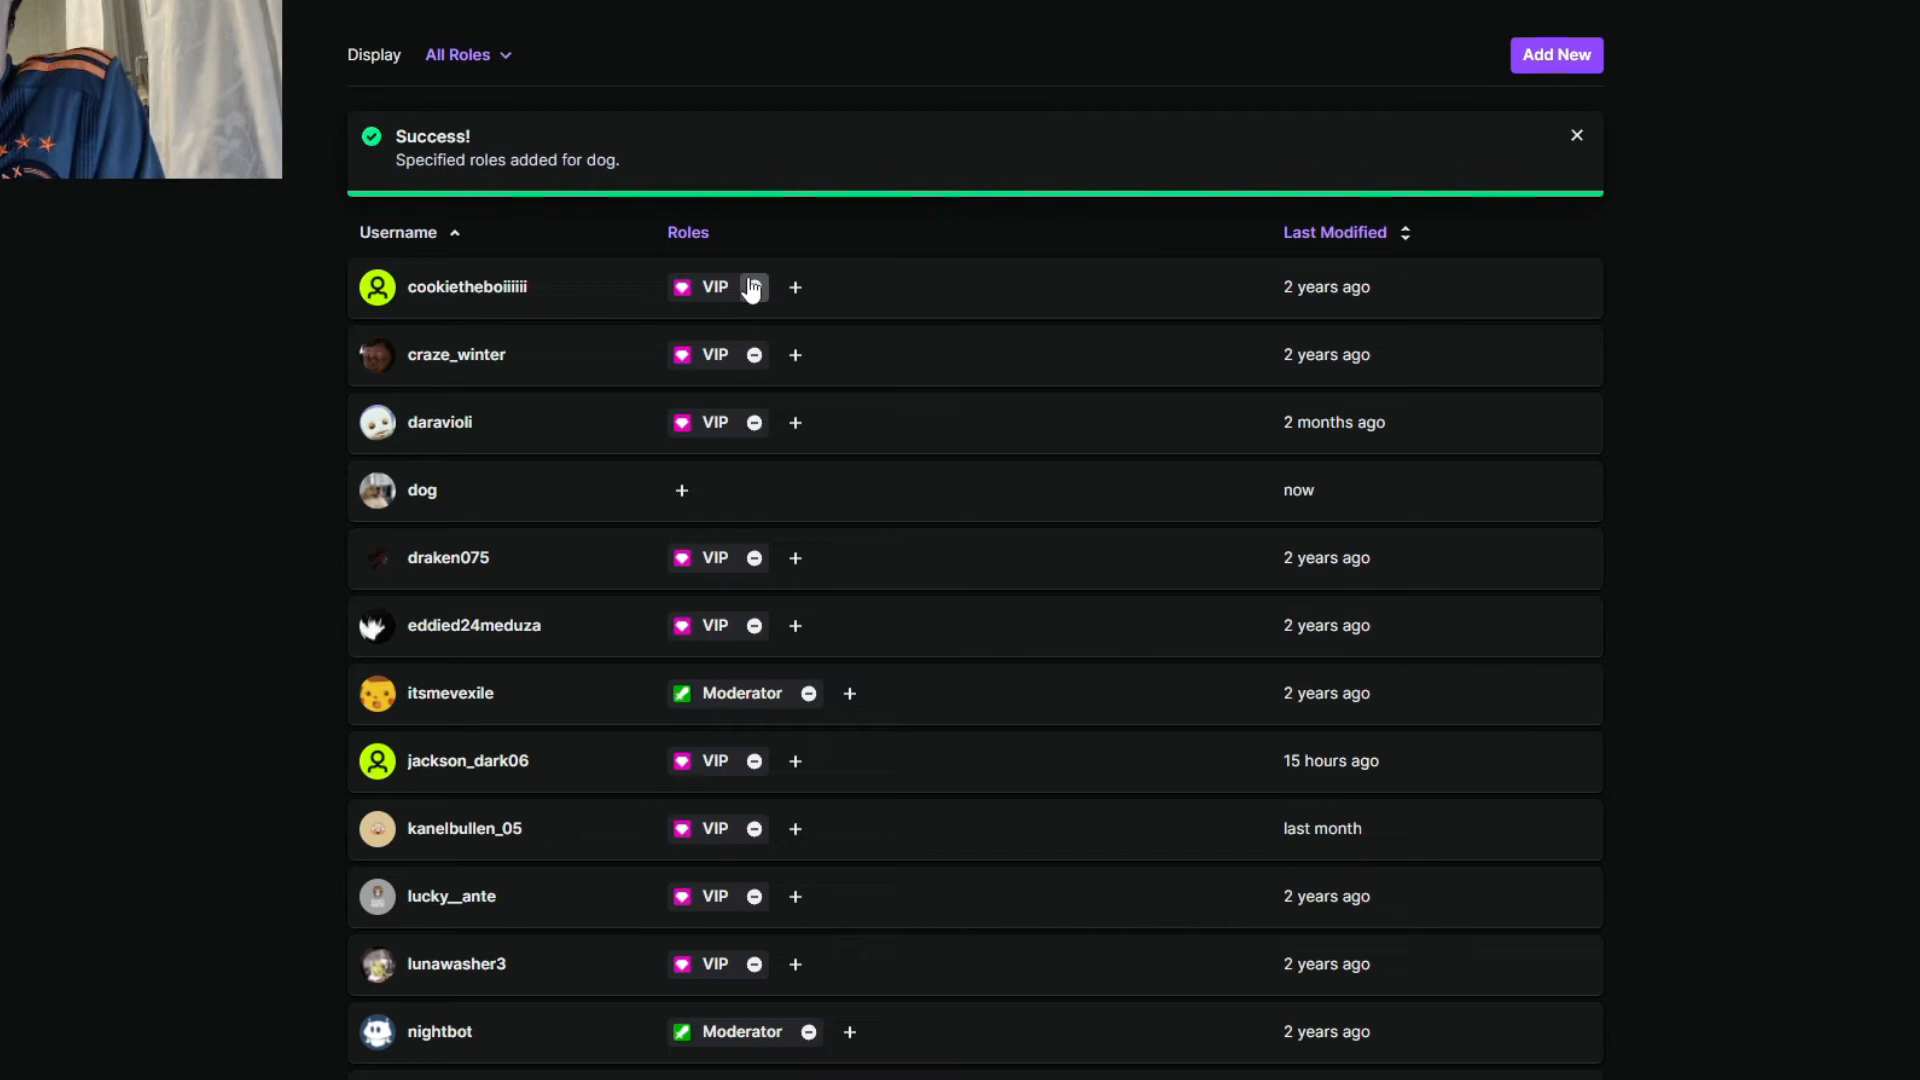 Display All Roles Add New
Success!
Specified roles added for dog.
Username Roles Last Modified
cookietheboiiiiii VIP 2 years ago
craze_winter VIP 2 years ago
daravioli VIP 2 months ago
dog now
draken075 VIP 2 years ago
eddied24meduza VIP 2 years ago
itsmevexile Moderator 2 years ago
jackson_dark06 VIP 15 hours ago
kanelbullen_05 VIP last month
lucky__ante VIP 2 years ago
lunawasher3 VIP 2 years ago
nightbot Moderator 2 years ago